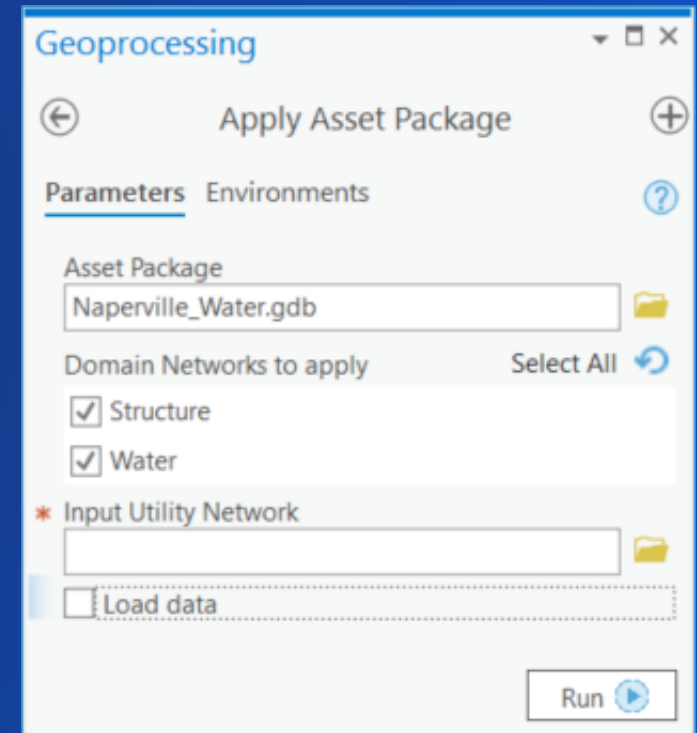 Geoprocessing
Apply Asset Package
Parameters Environments
Asset Package
Naperville_Water.gdb
Domain Networks to apply Select All
Structure
Water
* Input Utility Network
Load data
Run